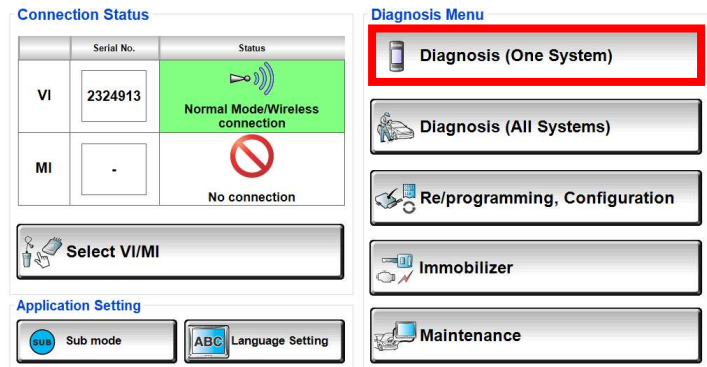 Connection Status
Serial No.
Status
VI
2324913
Normal Mode/Wireless
connection
MI
-
No connection
Select VI/MI
Application Setting
SUB
Sub mode
ABC
Language Setting
Diagnosis Menu
Diagnosis (One System)
Diagnosis (All Systems)
Re/programming, Configuration
Immobilizer
Maintenance